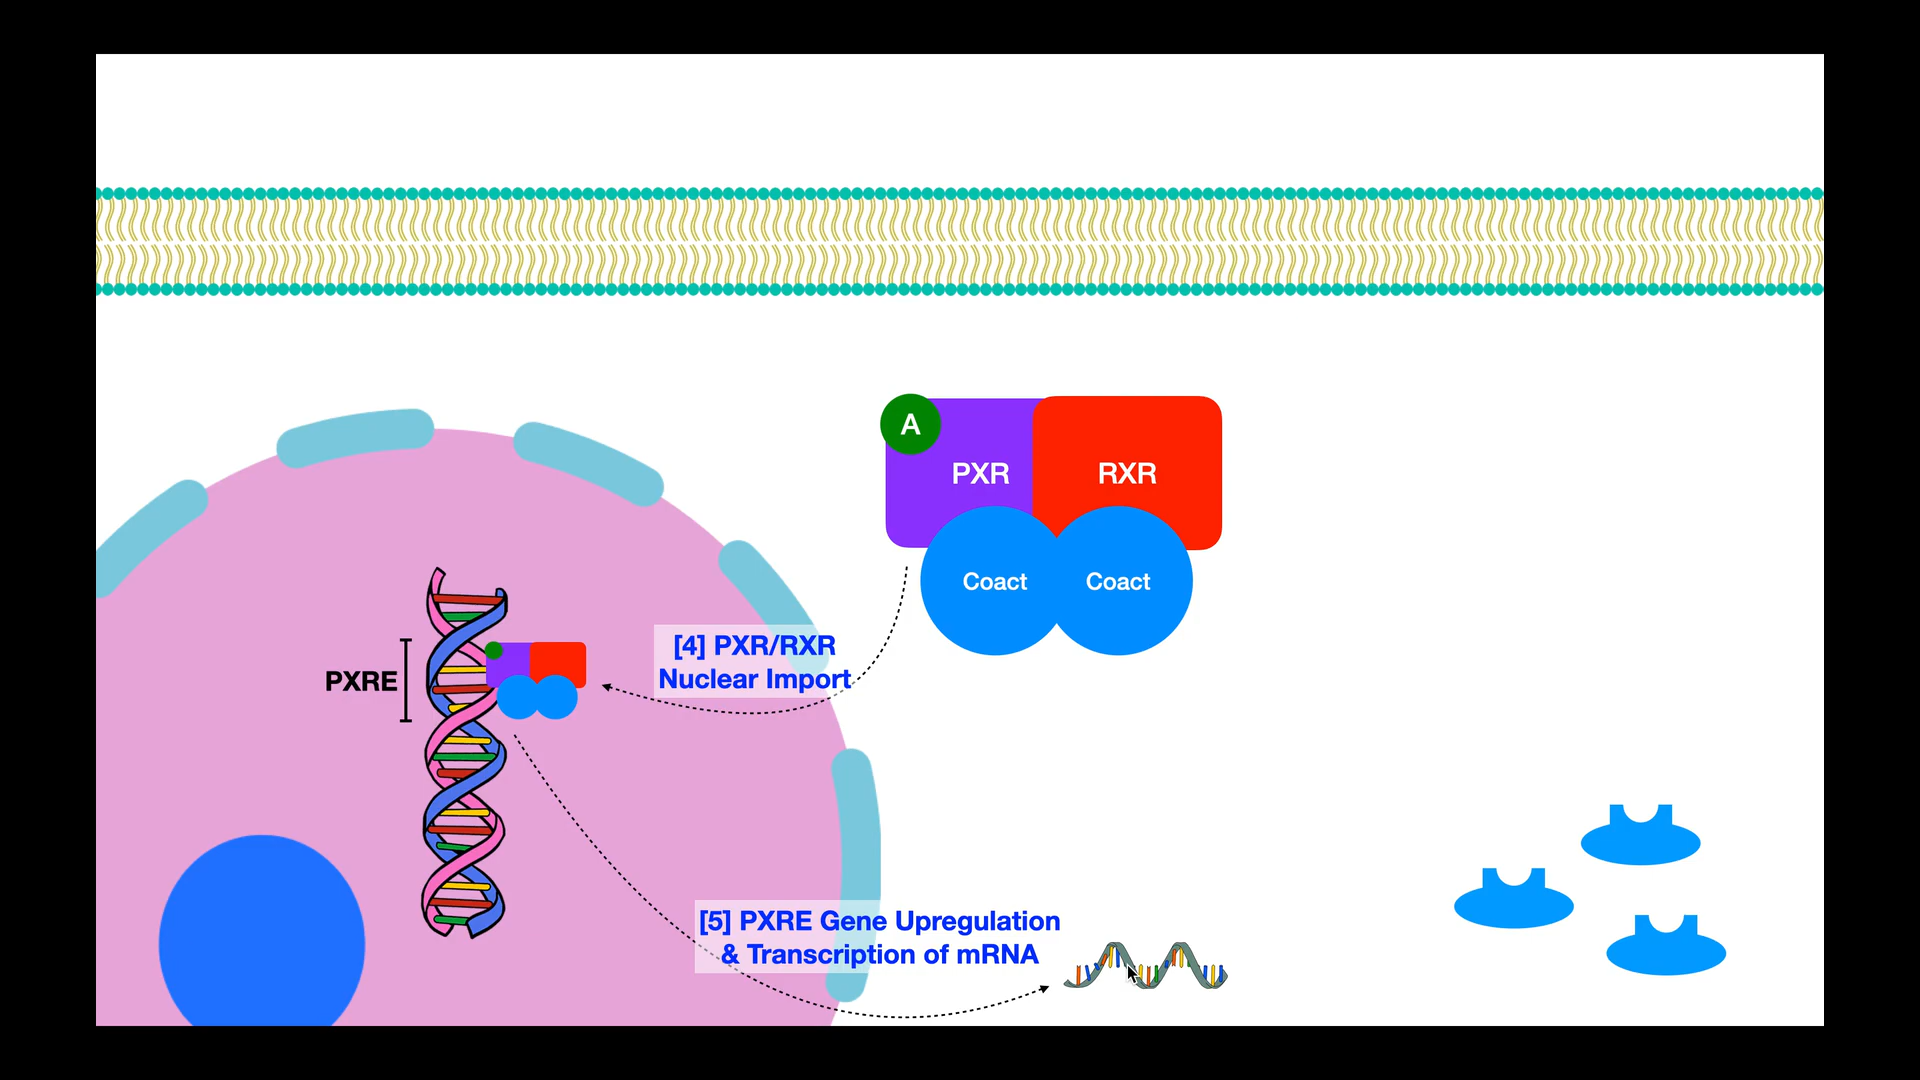 A
PXR
RXR
Coact
Coact
[4] PXR/RXR
Nuclear Import
PXRE
[5] PXRE Gene Upregulation
& Transcription of mRNA